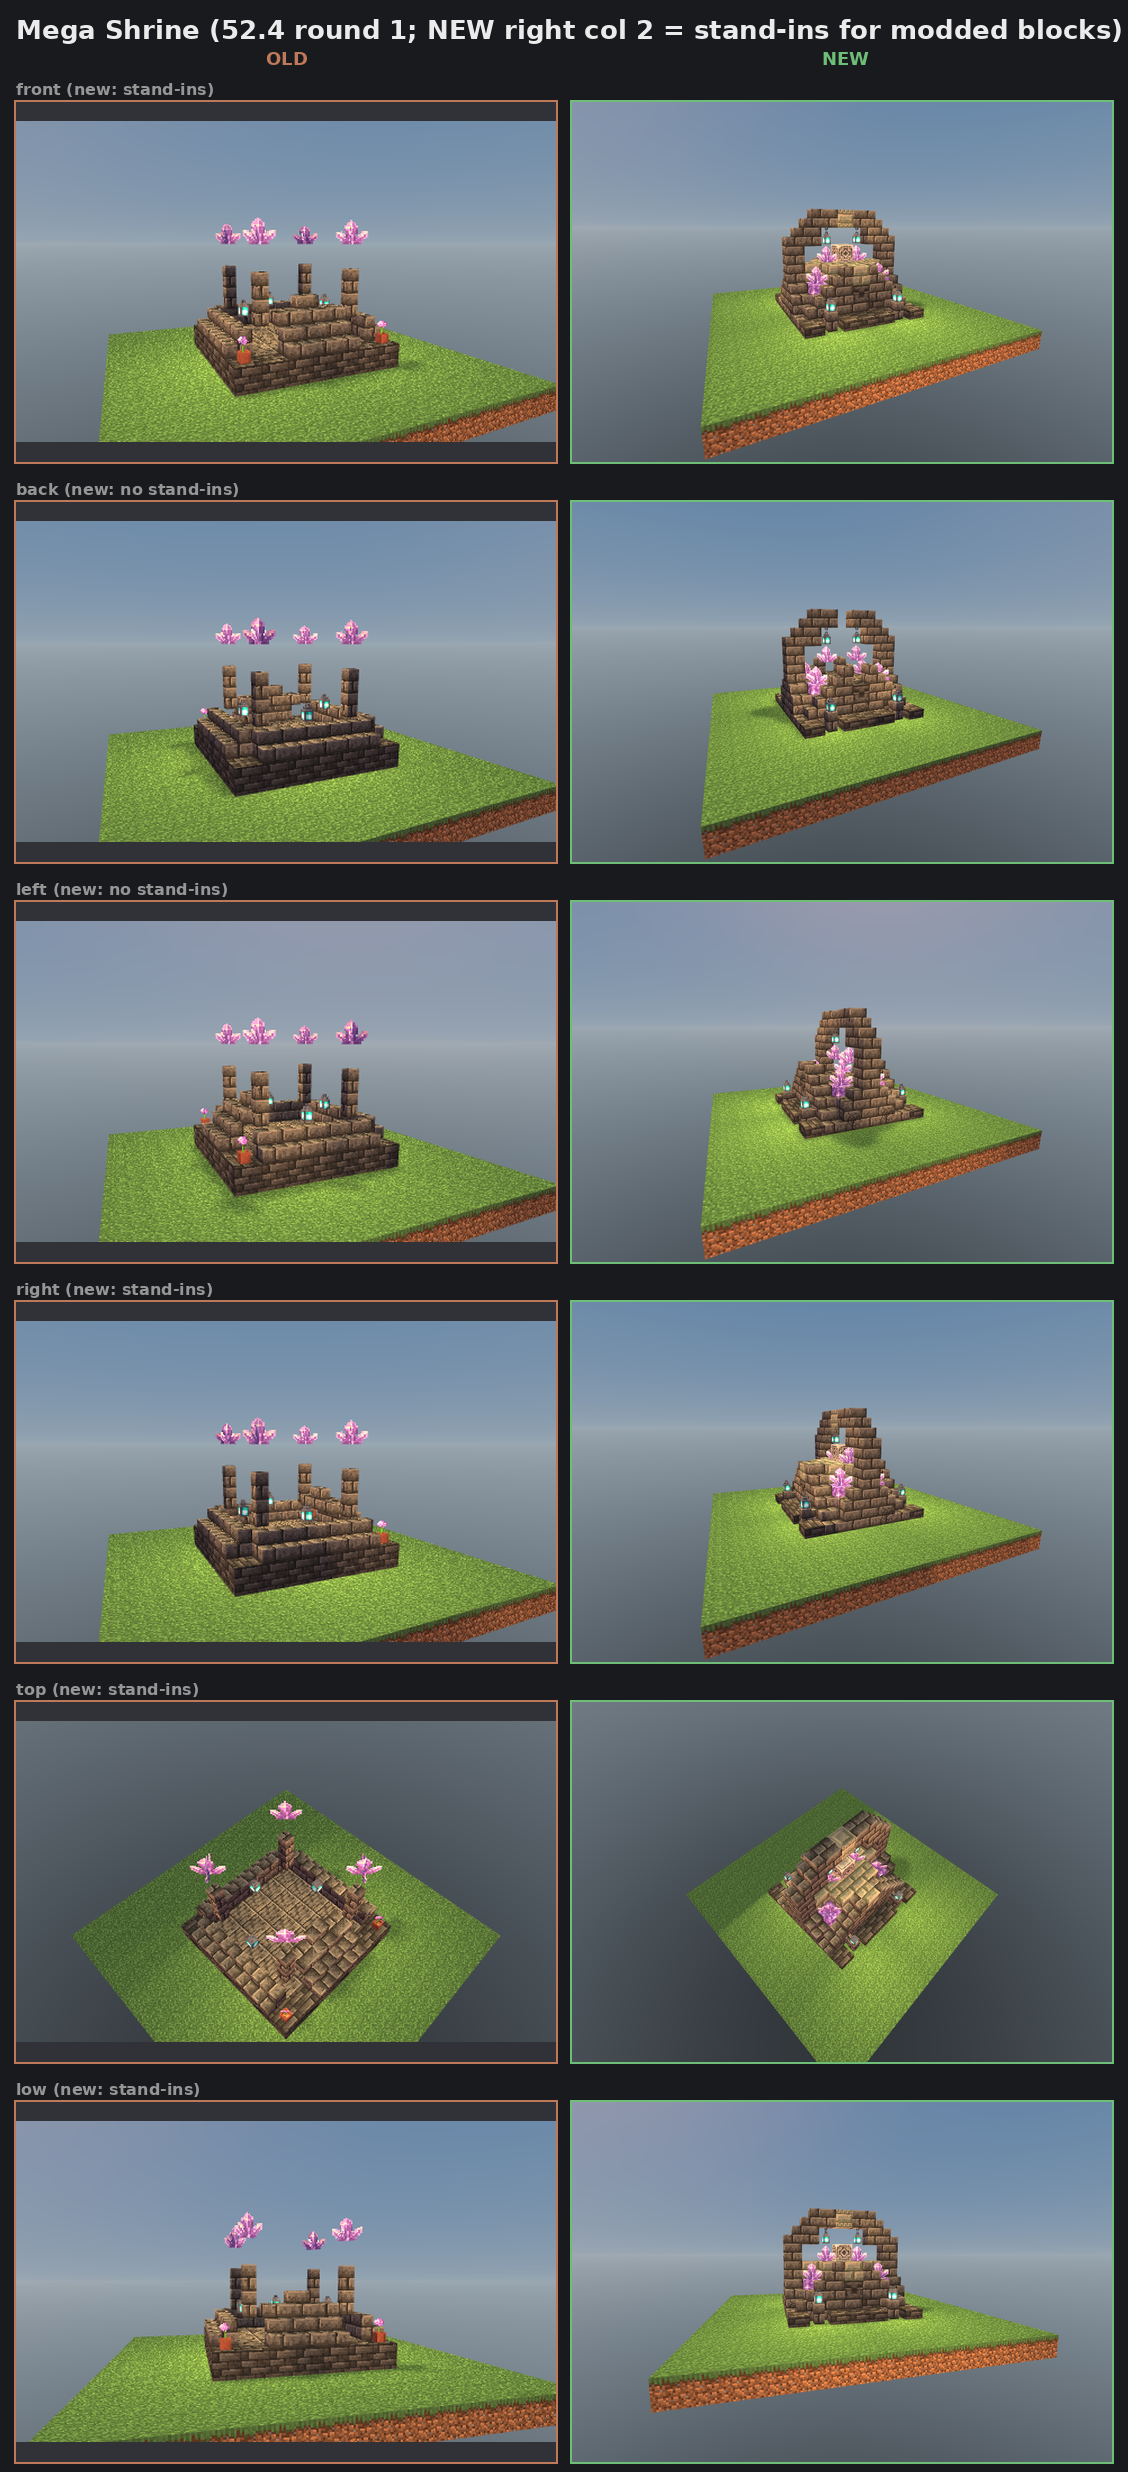 Mega Shrine (52.4 round 1; NEW right col 2 = stand-ins for modded blocks)
OLD
NEW
front (new: stand-ins)
back (new: no stand-ins)
left (new: no stand-ins)
right (new: stand-ins)
top (new: stand-ins)
low (new: stand-ins)